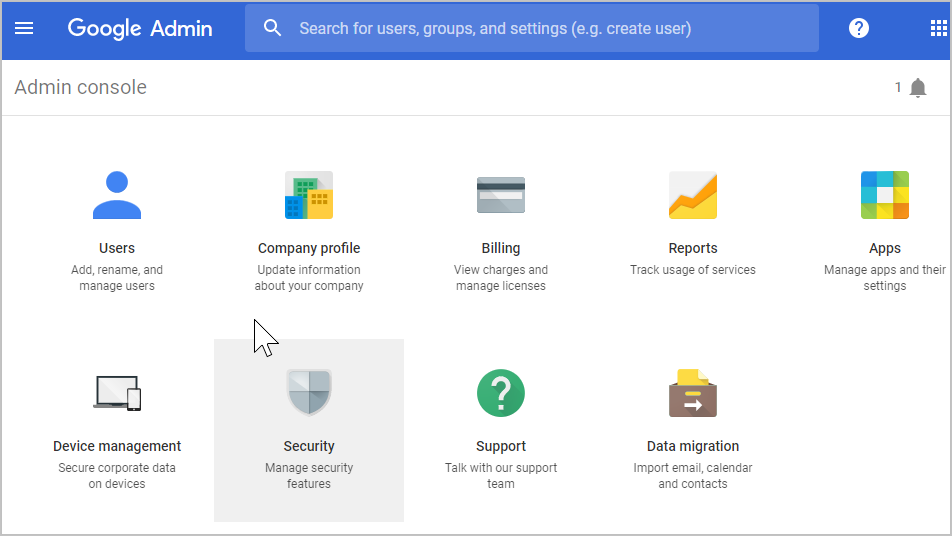 Google Admin
Search for users, groups, and settings (e.g. create user)
?
Admin console
1
Users
Add, rename, and
manage users
Company profile
Update information
about your company
Billing
View charges and
manage licenses
Reports
Track usage of services
Apps
Manage apps and their
settings
Device management
Secure corporate data
on devices
Security
Manage security
features
?
Support
Talk with our support
team
Data migration
Import email, calendar
and contacts